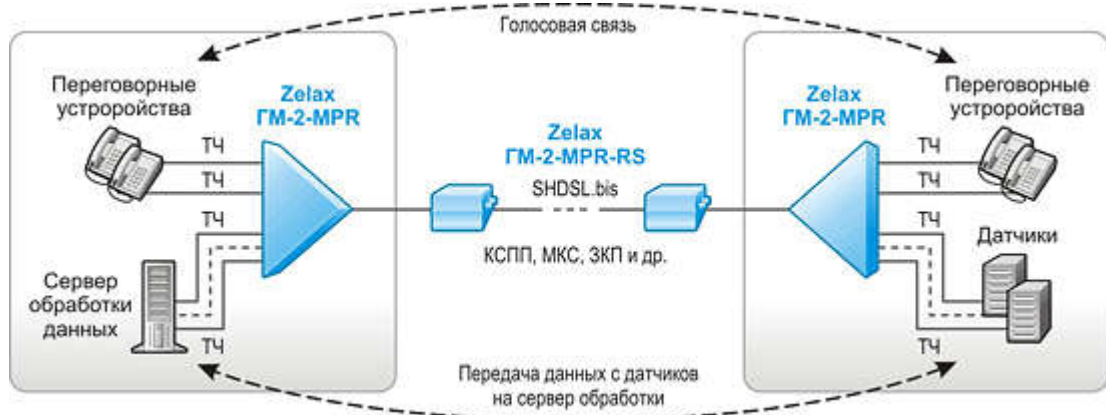 Голосовая связь
Переговорные
устроройства
Zelax
ГМ-2-MPR
ТЧ
ТЧ
ТЧ
Сервер
обработки
данных
ТЧ
Zelax
ГМ-2-MPR-RS
SHDSL.bis
КСПП, МКС, ЗКП и др.
Zelax
ГМ-2-MPR
Переговорные
устроройства
ТЧ
ТЧ
ТЧ
Датчики
ТЧ
Передача данных с датчиков
на сервер обработки